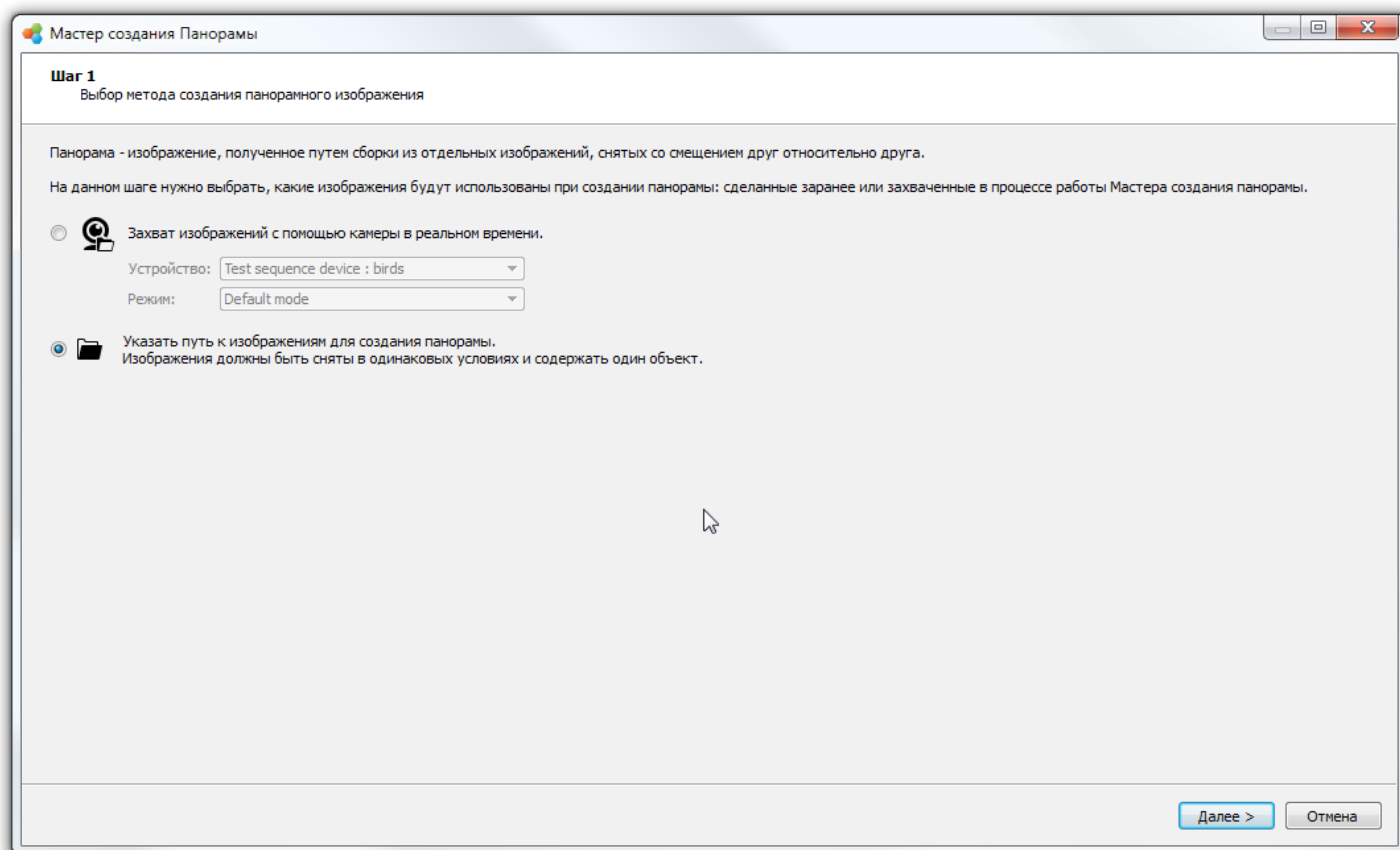 Мастер создания Панорамы
Шаг 1
Выбор метода создания панорамного изображения
Панорама - изображение, полученное путем сборки из отдельных изображений, снятых со смещением друг относительно друга.
На данном шаге нужно выбрать, какие изображения будут использованы при создании панорамы: сделанные заранее или захваченные в процессе работы Мастера создания панорамы.
Захват изображений с помощью камеры в реальном времени.
Устройство: Test sequence device : birds
Режим: Default mode
Указать путь к изображениям для создания панорамы.
Изображения должны быть сняты в одинаковых условиях и содержать один объект.
Далее > Отмена